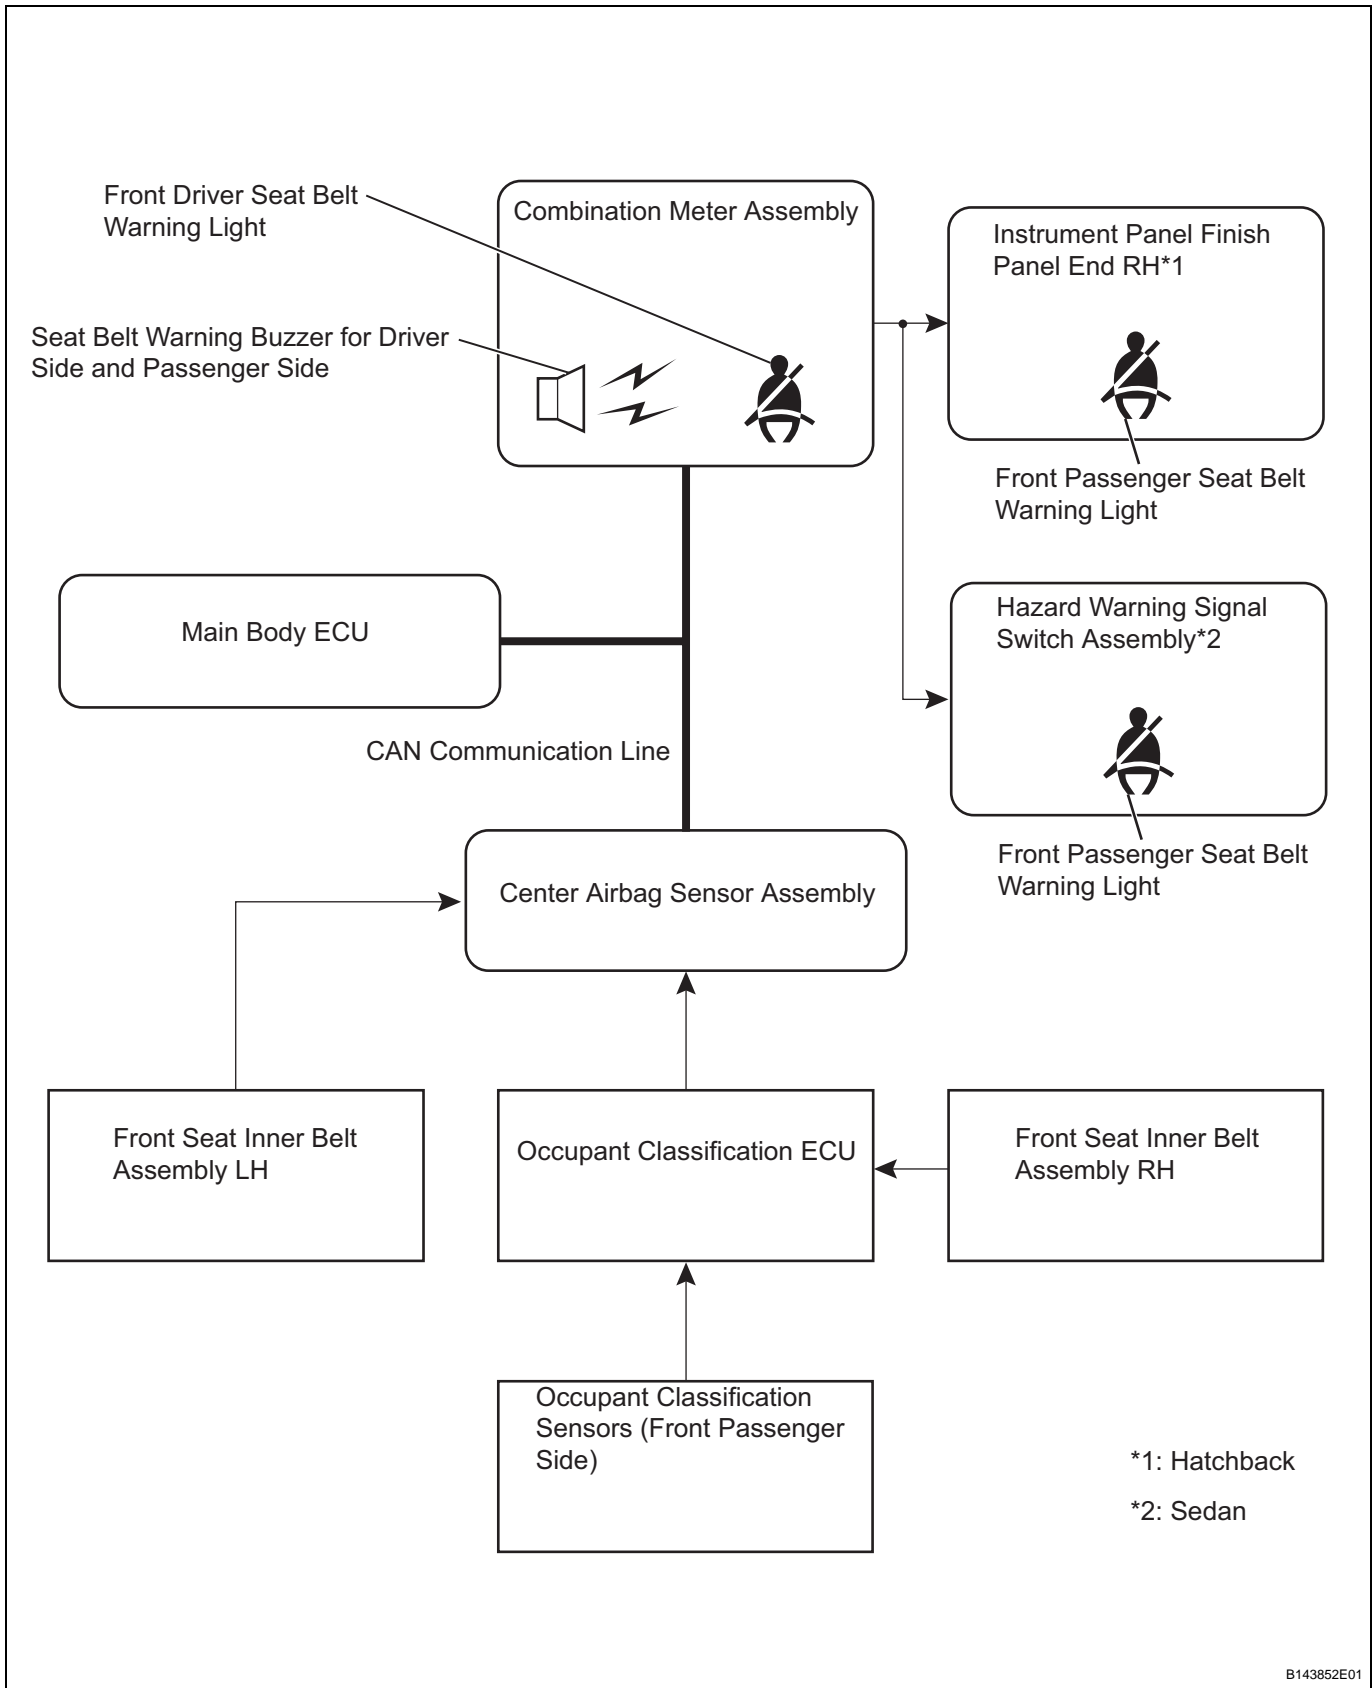 Front Driver Seat Belt
Warning Light
Combination Meter Assembly
Instrument Panel Finish
Panel End RH*1
Seat Belt Warning Buzzer for Driver
Side and Passenger Side
Front Passenger Seat Belt
Warning Light
Main Body ECU
Hazard Warning Signal
Switch Assembly*2
CAN Communication Line
Front Passenger Seat Belt
Warning Light
Center Airbag Sensor Assembly
Front Seat Inner Belt
Assembly LH
Occupant Classification ECU
Front Seat Inner Belt
Assembly RH
Occupant Classification
Sensors (Front Passenger
Side)
*1: Hatchback
*2: Sedan
B143852E01